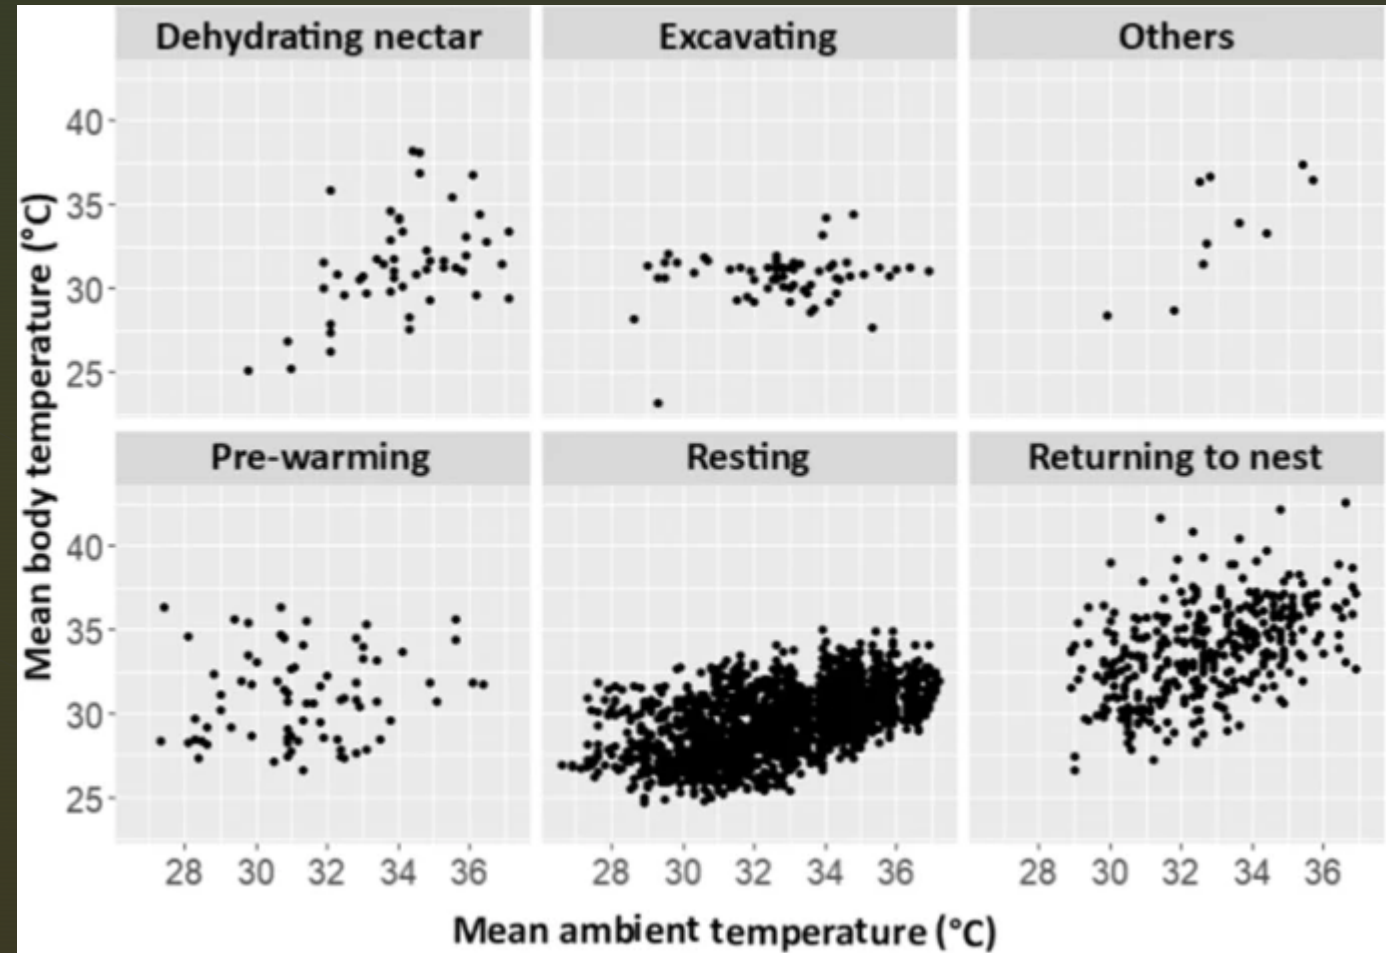 Dehydrating nectar
Excavating
Others
40
35
30
25
Pre-warming
Resting
Returning to nest
40
35
30
25
28 30 32 34 36
28 30 32 34 36
28 30 32 34 36
Mean ambient temperature (°C)
Mean body temperature (°C)